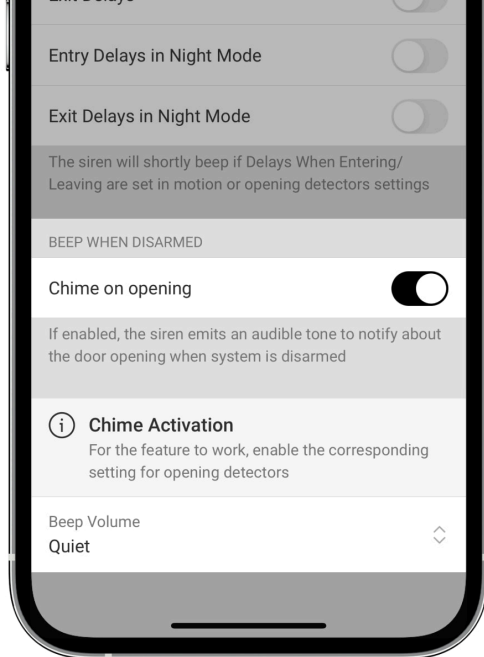 Exit Delays
Entry Delays in Night Mode
Exit Delays in Night Mode
The siren will shortly beep if Delays When Entering/
Leaving are set in motion or opening detectors settings
BEEP WHEN DISARMED
Chime on opening
If enabled, the siren emits an audible tone to notify about
the door opening when system is disarmed
Chime Activation
For the feature to work, enable the corresponding
setting for opening detectors
Beep Volume
Quiet